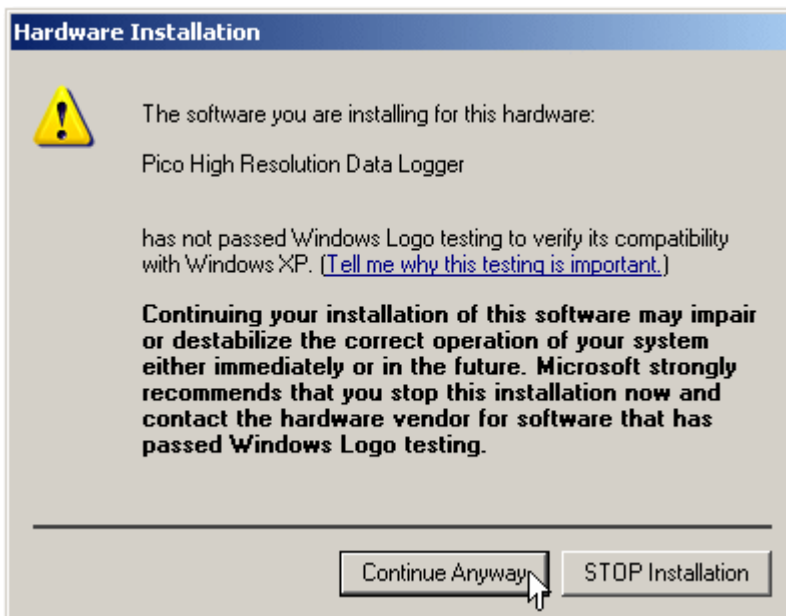 Hardware Installation
The software you are installing for this hardware:
Pico High Resolution Data Logger
has not passed Windows Logo testing to verify its compatibility
with Windows XP. (Tell me why this testing is important.)
Continuing your installation of this software may impair
or destabilize the correct operation of your system
either immediately or in the future. Microsoft strongly
recommends that you stop this installation now and
contact the hardware vendor for software that has
passed Windows Logo testing.
Continue Anyway
STOP Installation